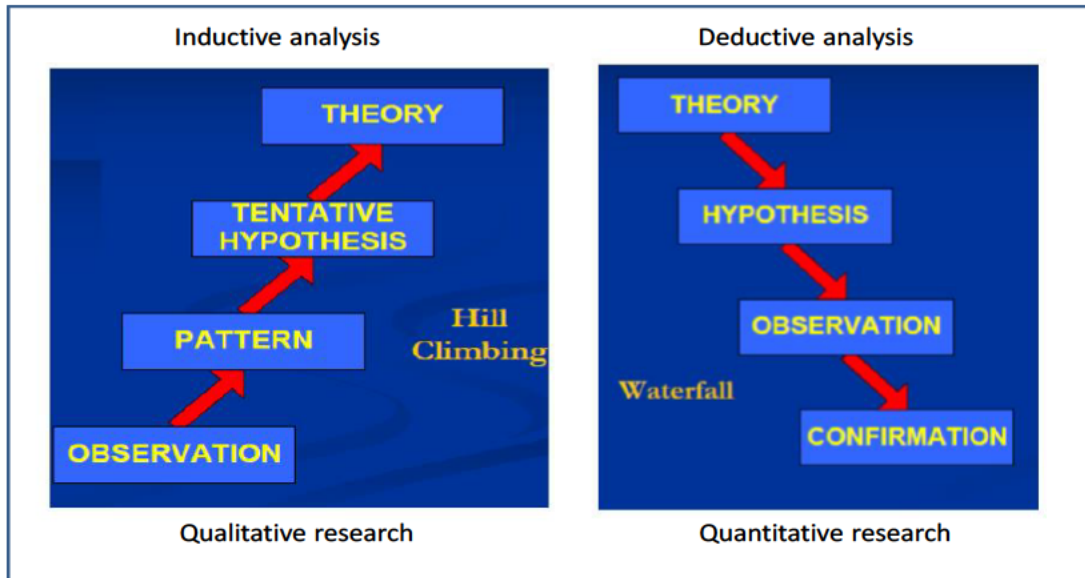 Inductive analysis
THEORY
TENTATIVE
HYPOTHESIS
PATTERN
OBSERVATION
Hill
Climbing
Qualitative research
Deductive analysis
THEORY
HYPOTHESIS
OBSERVATION
CONFIRMATION
Waterfall
Quantitative research